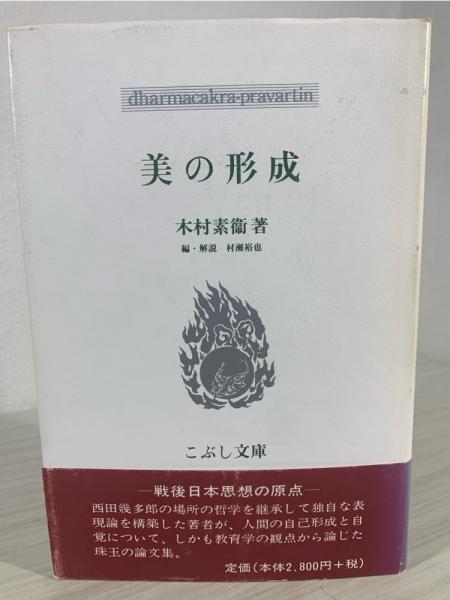 dharmacakra-pravartin
美の形成
木村素衞著
編・解説 村瀬裕也
こぶし文庫
―戦後日本思想の原点―
西田幾多郎の場所の哲学を継承して独自な表
現論を構築した著者が、人間の自己形成と自
覚について、しかも教育学の観点から論じた
珠玉の論文集。
定価(本体2,800円+税)